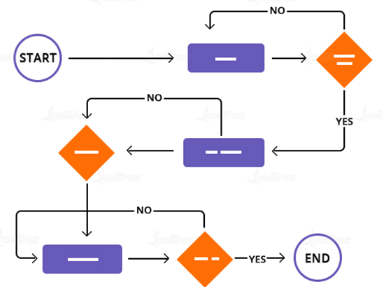 NO
START
YES
NO
NO
YES
END